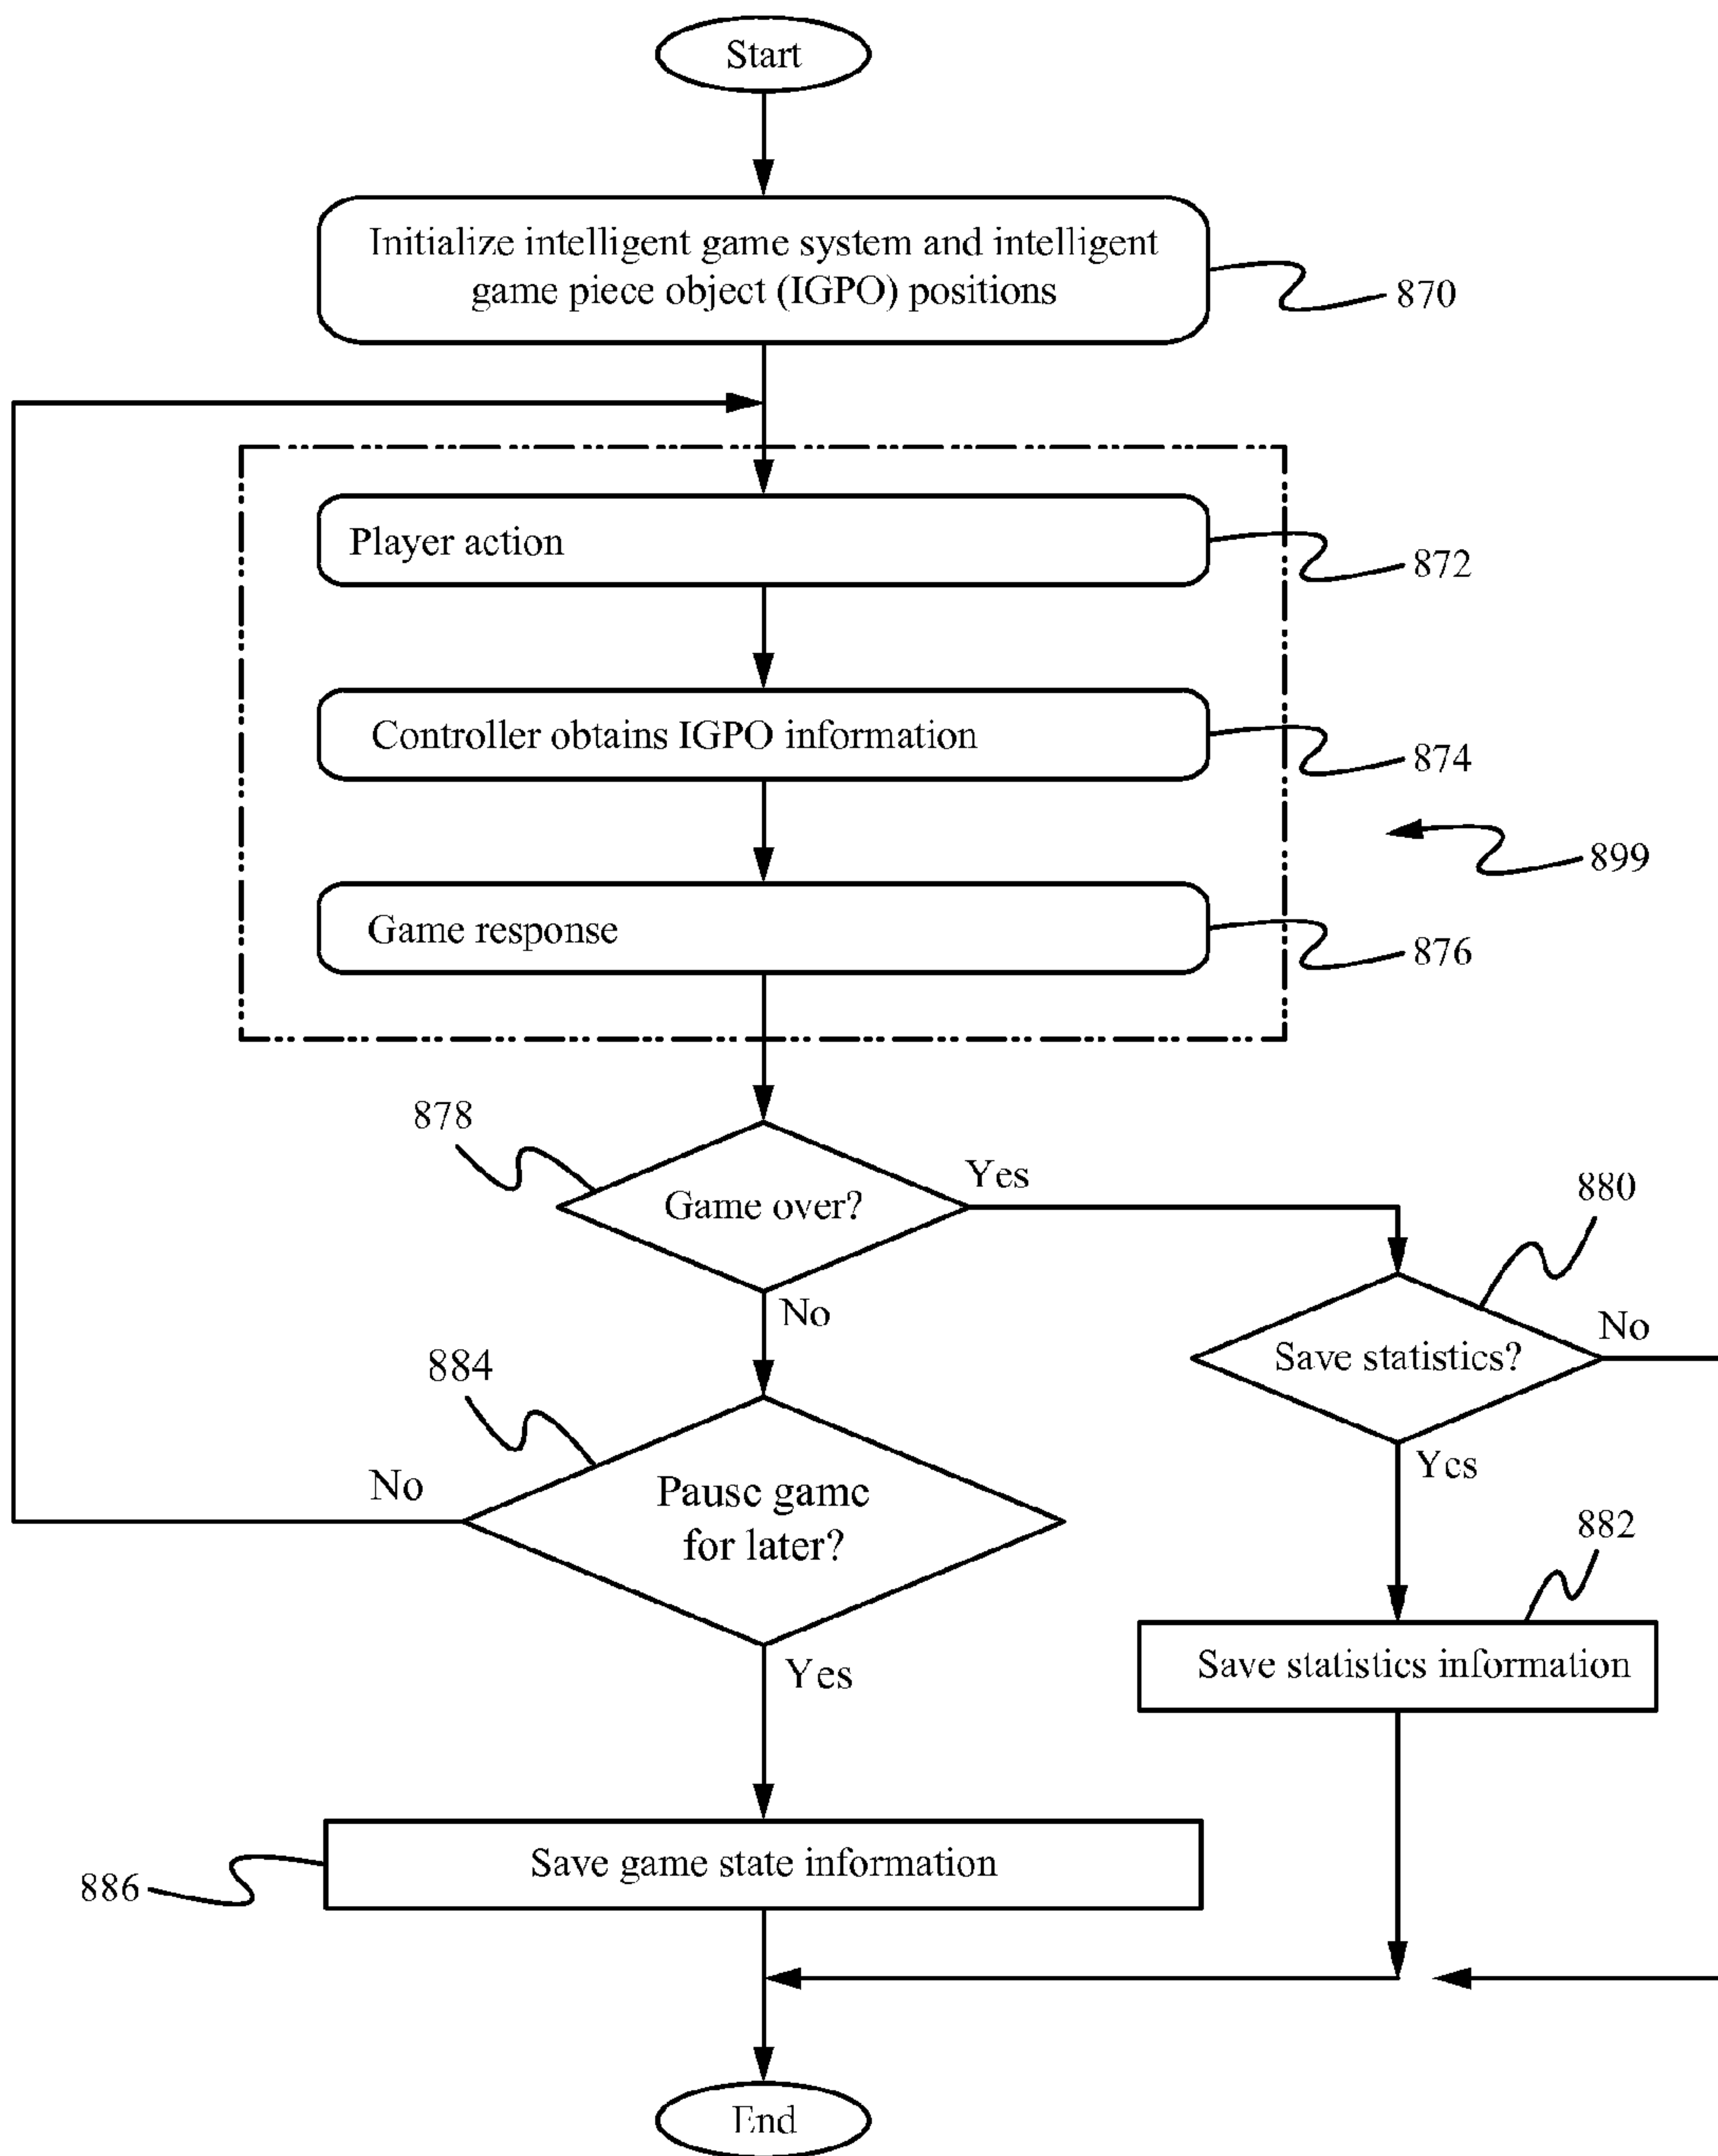 Start
Initialize intelligent game system and intelligent
game piece object (IGPO) positions
870
Player action
872
Controller obtains IGPO information
874
899
Game response
876
878
Game over?
Yes
No
880
Save statistics?
No
Yes
884
Pause game
for later?
No
Yes
882
Save statistics information
Save game state information
886
End